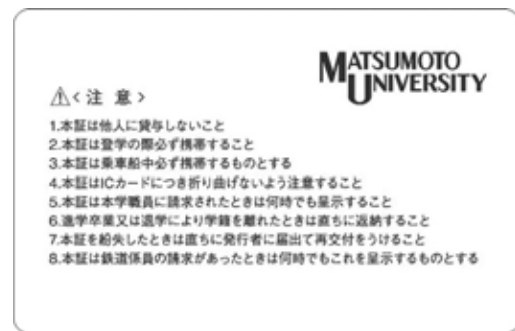 MATSUMOTO
UNIVERSITY
⚠<注 意>
1.本証は他人に貸与しないこと
2.本証は登学の際必ず携帯すること
3.本証は乗車船中必ず携帯するものとする
4.本証はICカードにつき折り曲げないよう注意すること
5.本証は本学職員に請求されたときは何時でも呈示すること
6.進学卒業又は退学により学籍を離れたときは直ちに返納すること
7.本証を紛失したときは直ちに発行者に届出て再交付をうけること
8.本証は鉄道係員の請求があったときは何時でもこれを呈示するものとする